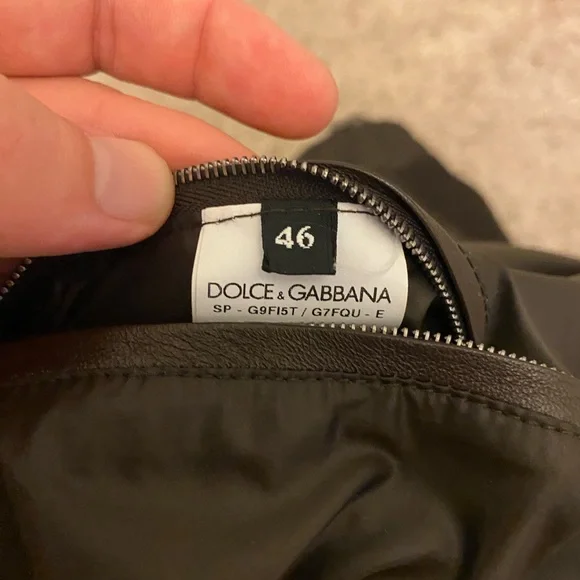 46
DOLCE & GABBANA
SP - G9FI5T / G7FQU - E